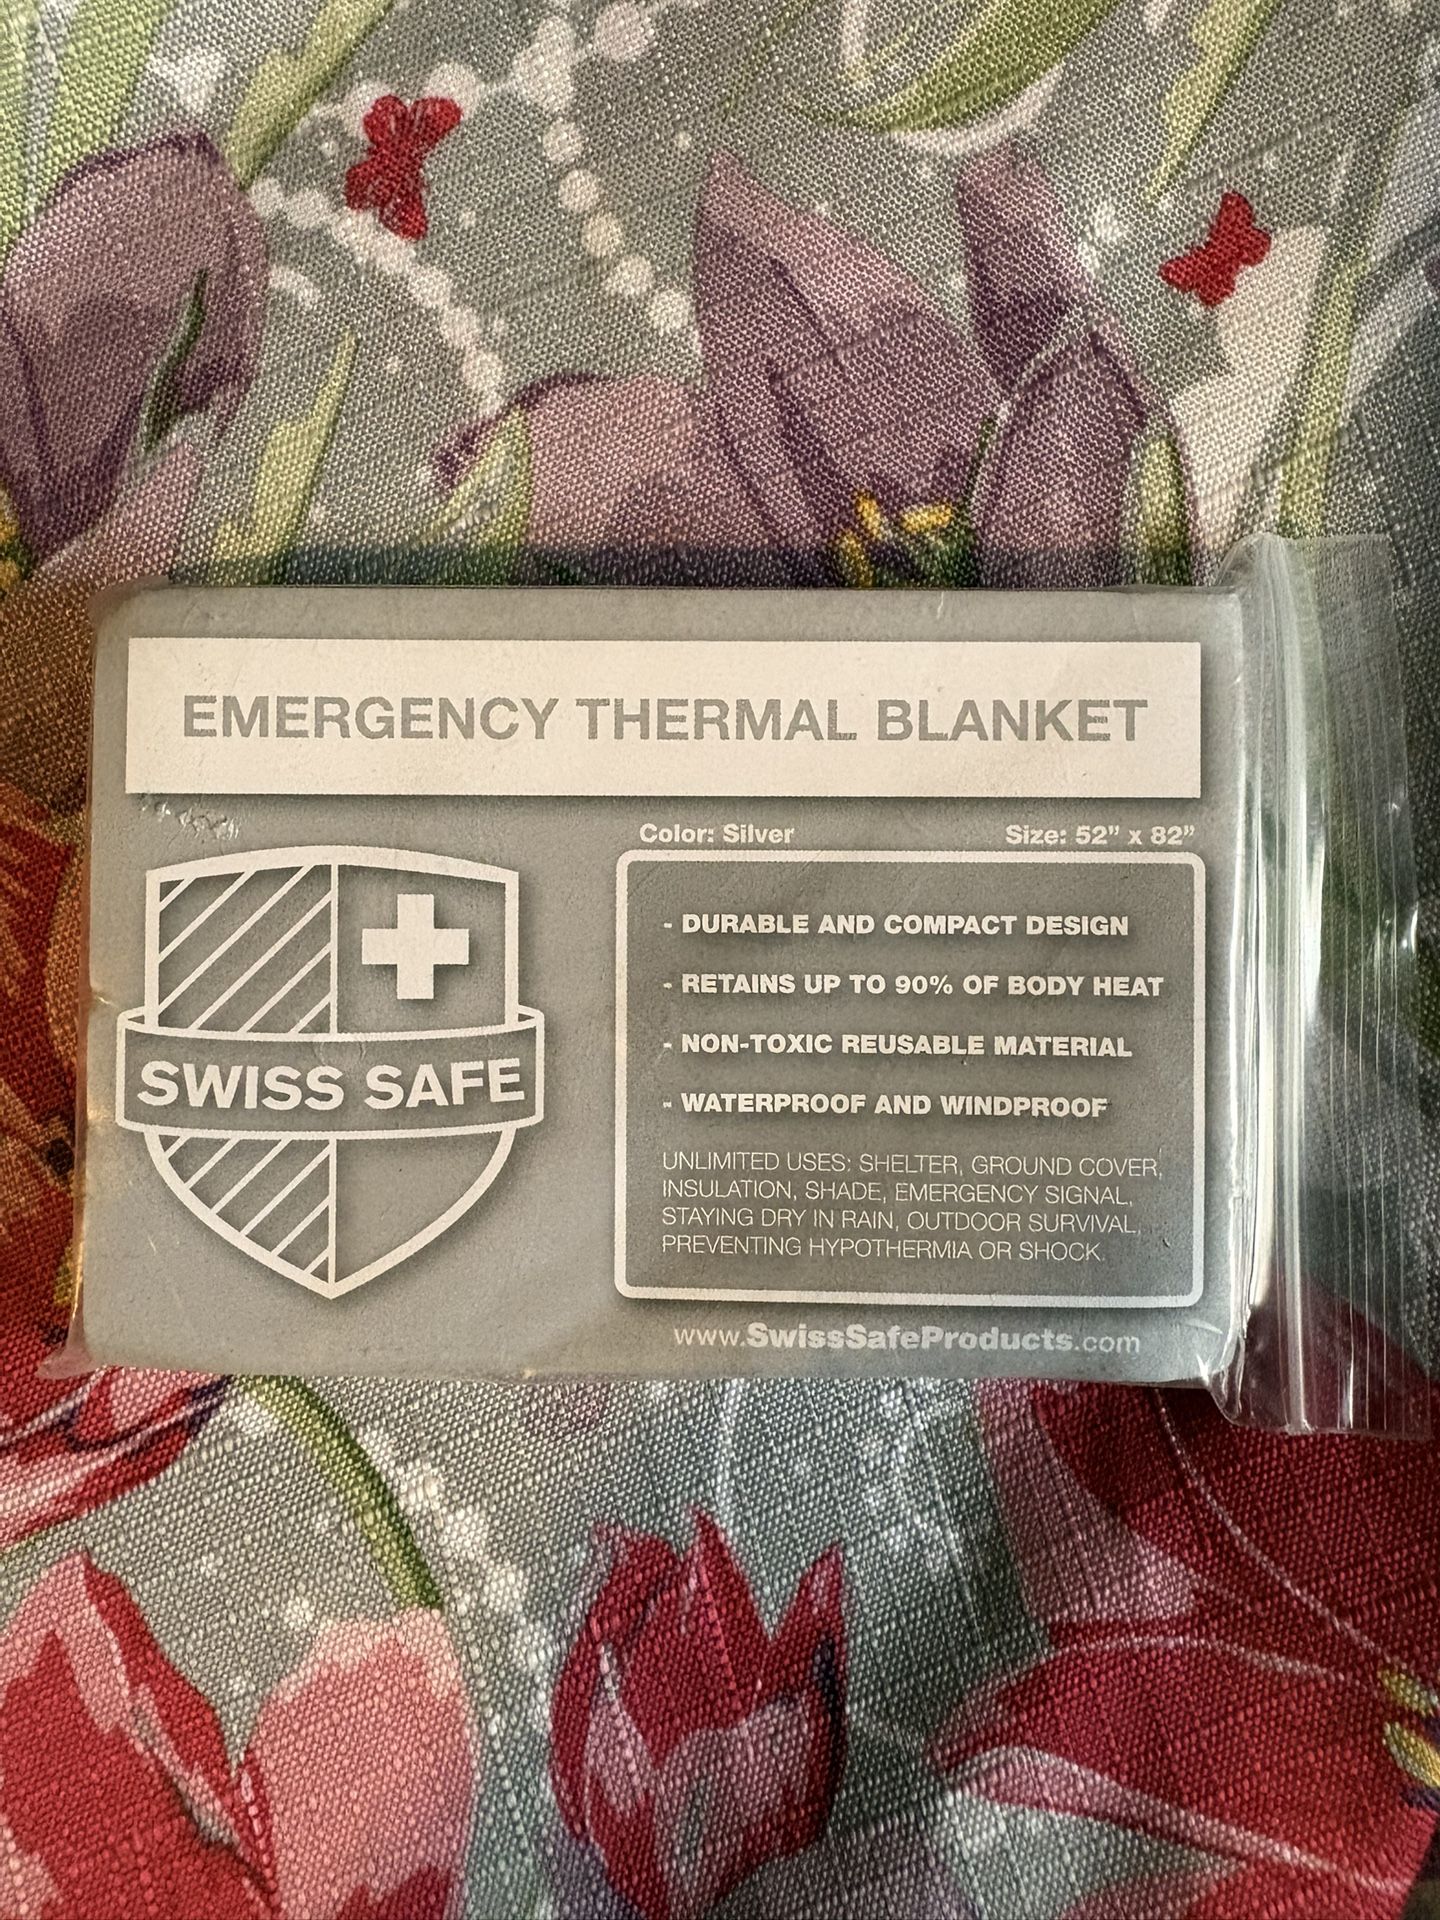 EMERGENCY THERMAL BLANKET
Color: Silver Size: 52” x 82”
SWISS SAFE
- DURABLE AND COMPACT DESIGN
- RETAINS UP TO 90% OF BODY HEAT
- NON-TOXIC REUSABLE MATERIAL
- WATERPROOF AND WINDPROOF
UNLIMITED USES: SHELTER, GROUND COVER,
INSULATION, SHADE, EMERGENCY SIGNAL,
STAYING DRY IN RAIN, OUTDOOR SURVIVAL,
PREVENTING HYPOTHERMIA OR SHOCK.
www.SwissSafeProducts.com